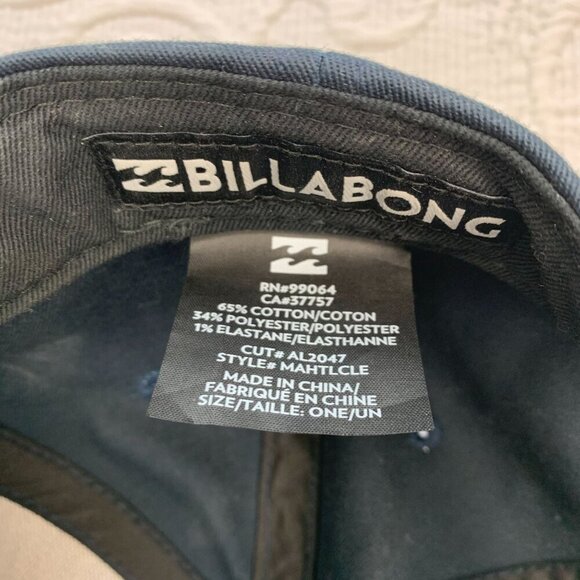 BILLABONG
RN#99064
CA#37757
65% COTTON/COTON
34% POLYESTER/POLYESTER
1% ELASTANE/ELASTHANNE
CUT# AL2047
STYLE# MAHTLCLE
MADE IN CHINA/
FABRIQUÉ EN CHINE
SIZE/TAILLE: ONE/UN